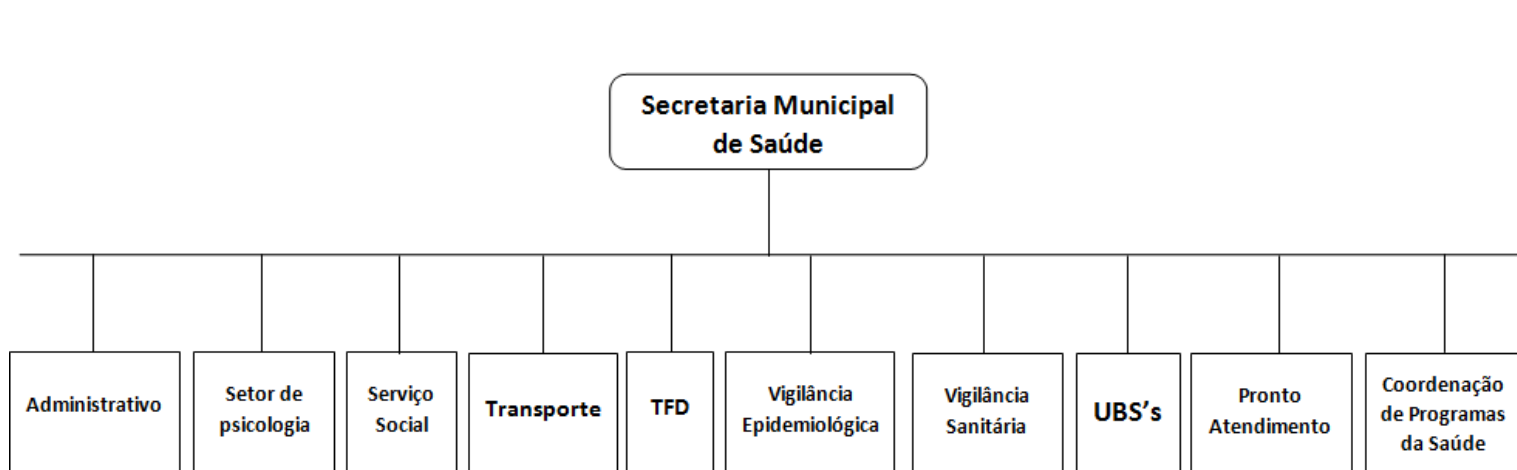 Secretaria Municipal
de Saúde
Administrativo
Setor de
psicologia
Serviço
Social
Transporte
TFD
Vigilância
Epidemiológica
Vigilância
Sanitária
UBS’s
Pronto
Atendimento
Coordenação
de Programas
da Saúde